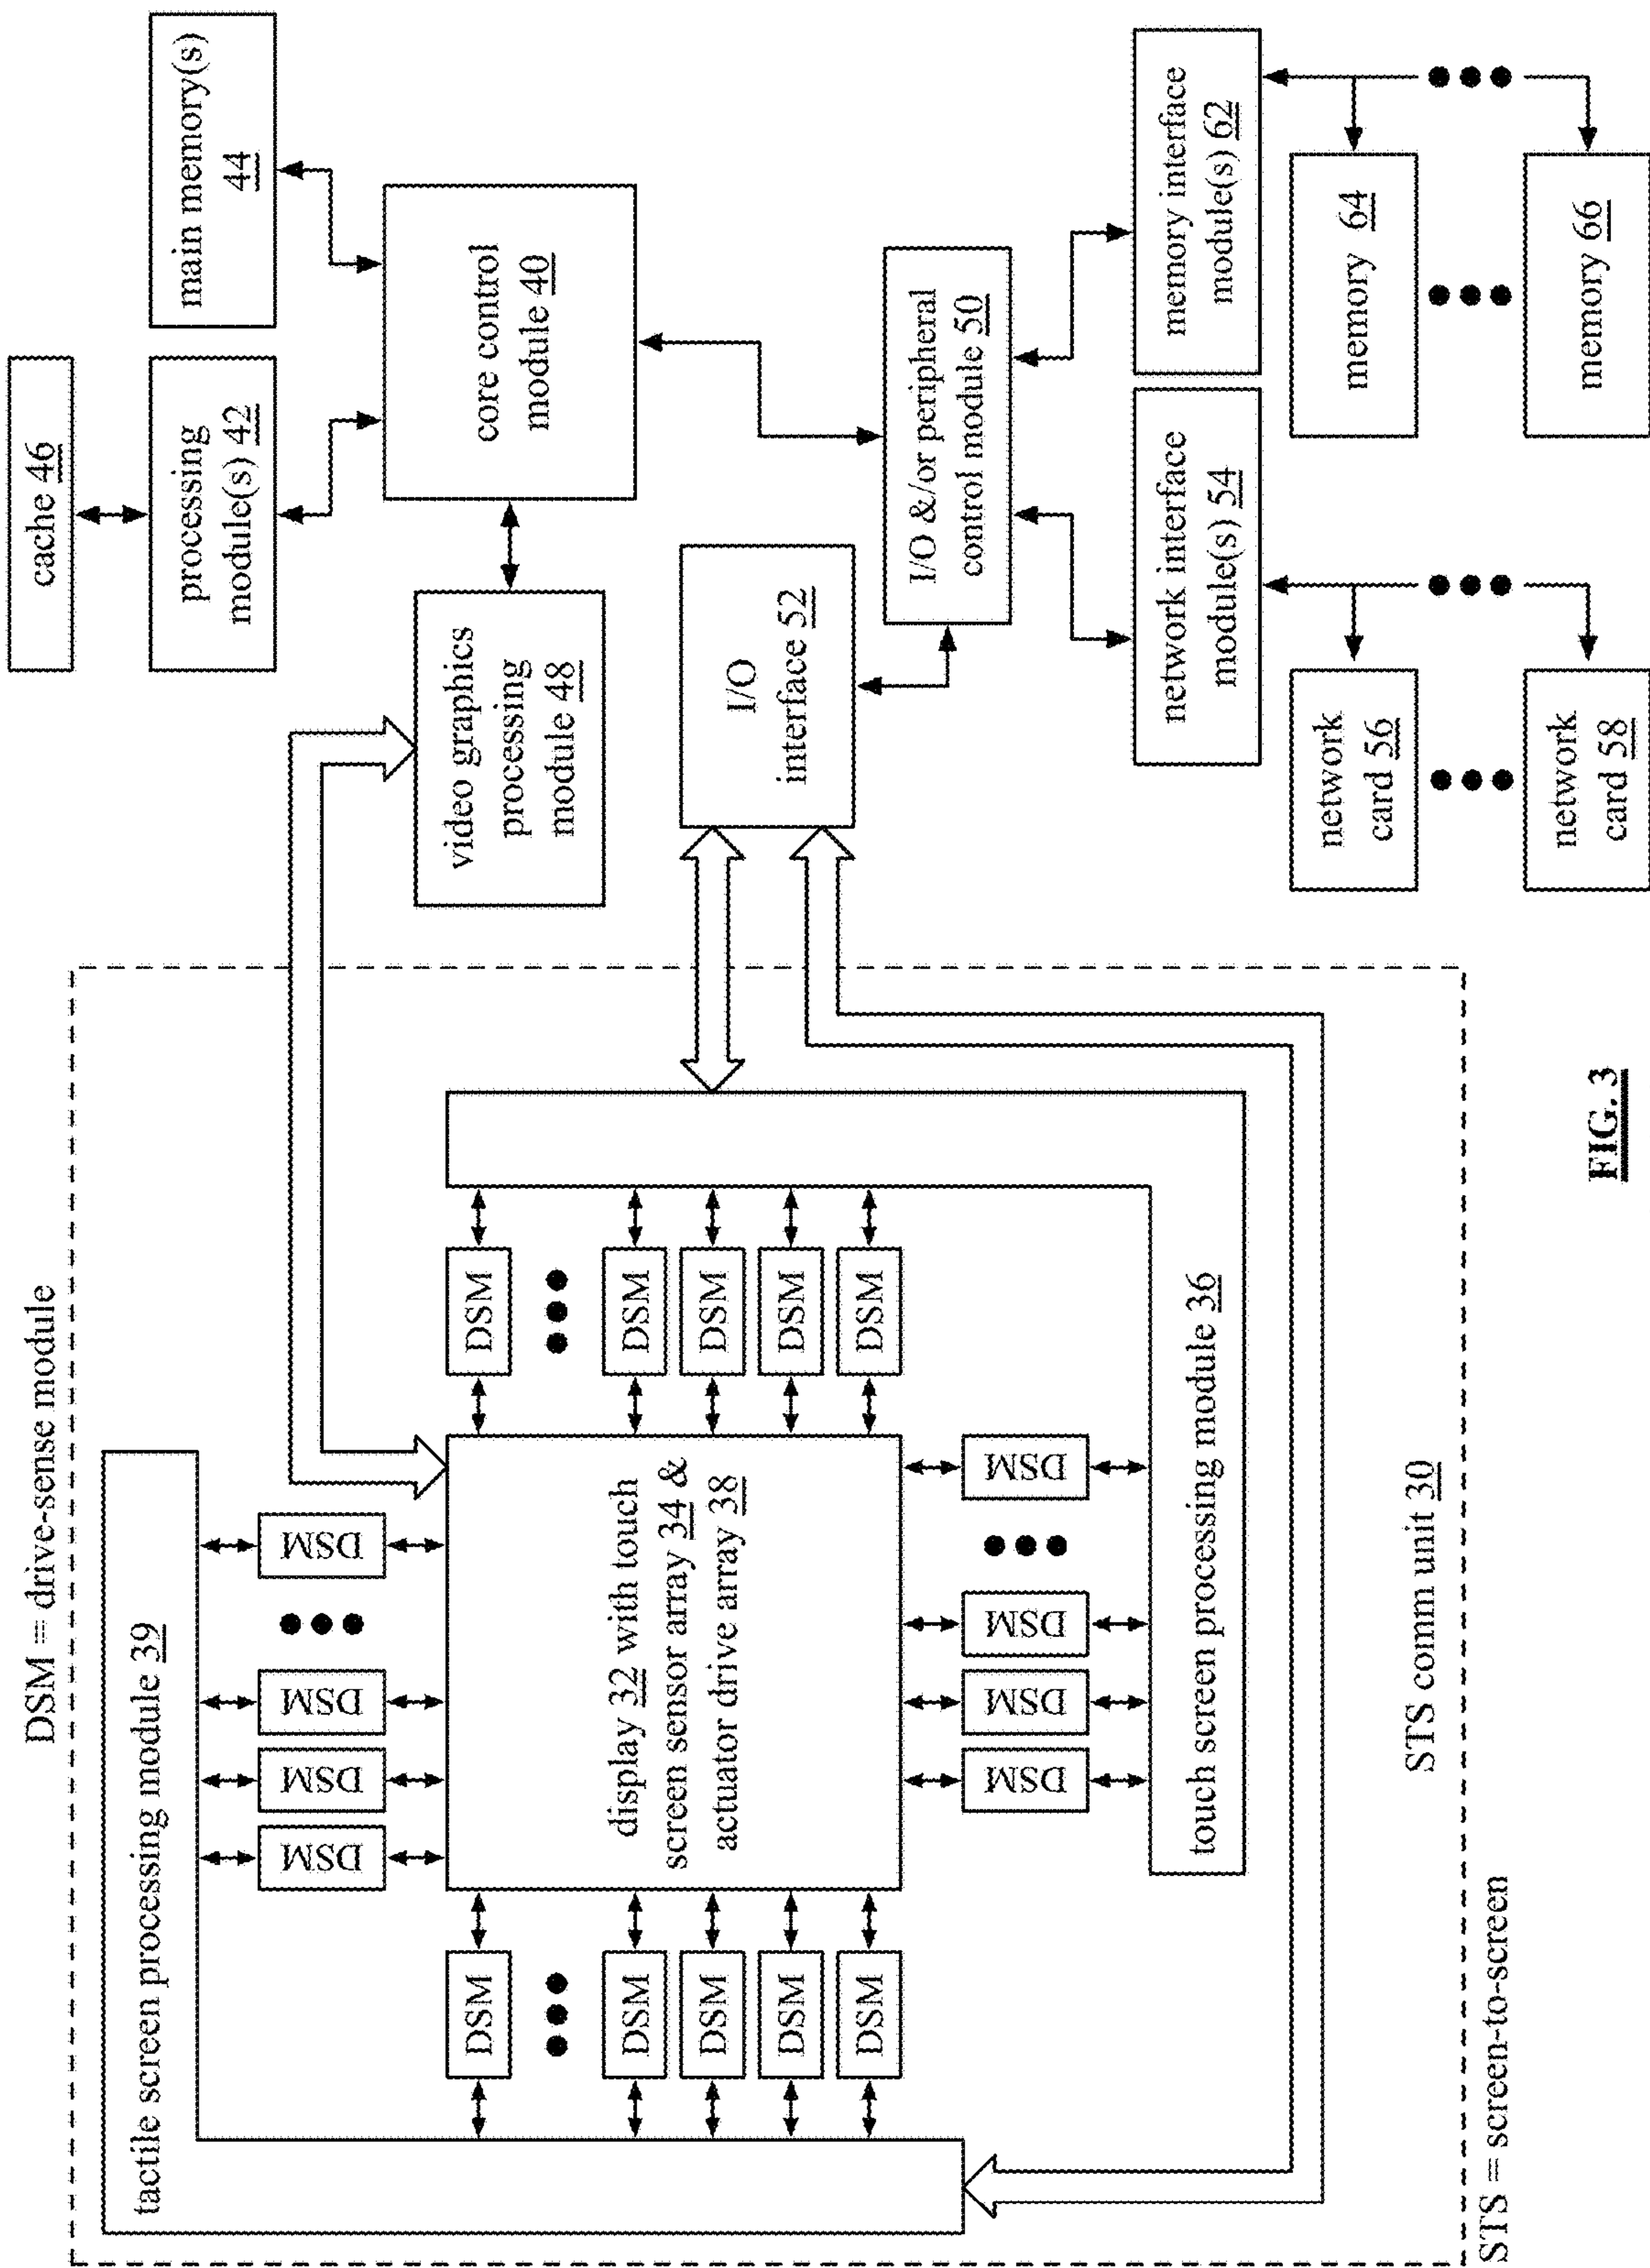 DSM = drive-sense module
cache 46
tactile screen processing module 39
processing
module(s) 42
main memory(s)
44
DSM
DSM
DSM
DSM
DSM
DSM
DSM
DSM
DSM
display 32 with touch
screen sensor array 34 &
actuator drive array 38
DSM
DSM
DSM
DSM
DSM
video graphics
processing
module 48
core control
module 40
I/O
interface 52
I/O &/or peripheral
control module 50
DSM
DSM
DSM
DSM
touch screen processing module 36
network interface
module(s) 54
memory interface
module(s) 62
network
card 56
memory 64
STS comm unit 30
network
card 58
memory 66
STS = screen-to-screen
FIG. 3